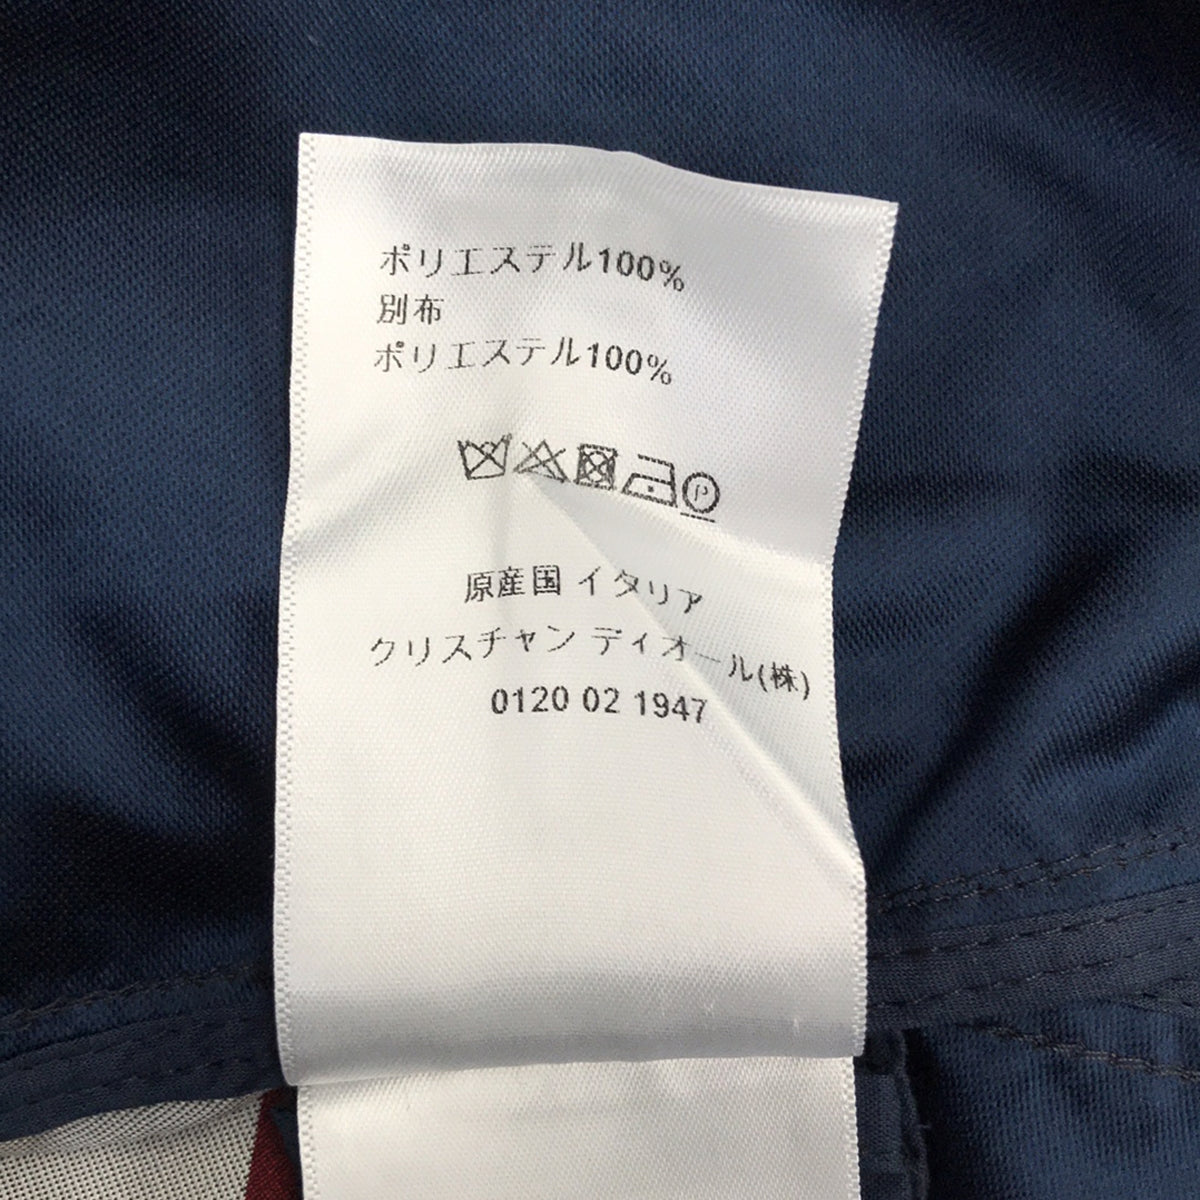 ポリエステル100%
別布
ポリエステル100%
P
原産国 イタリア
クリスチャン ディオール(株)
0120 02 1947